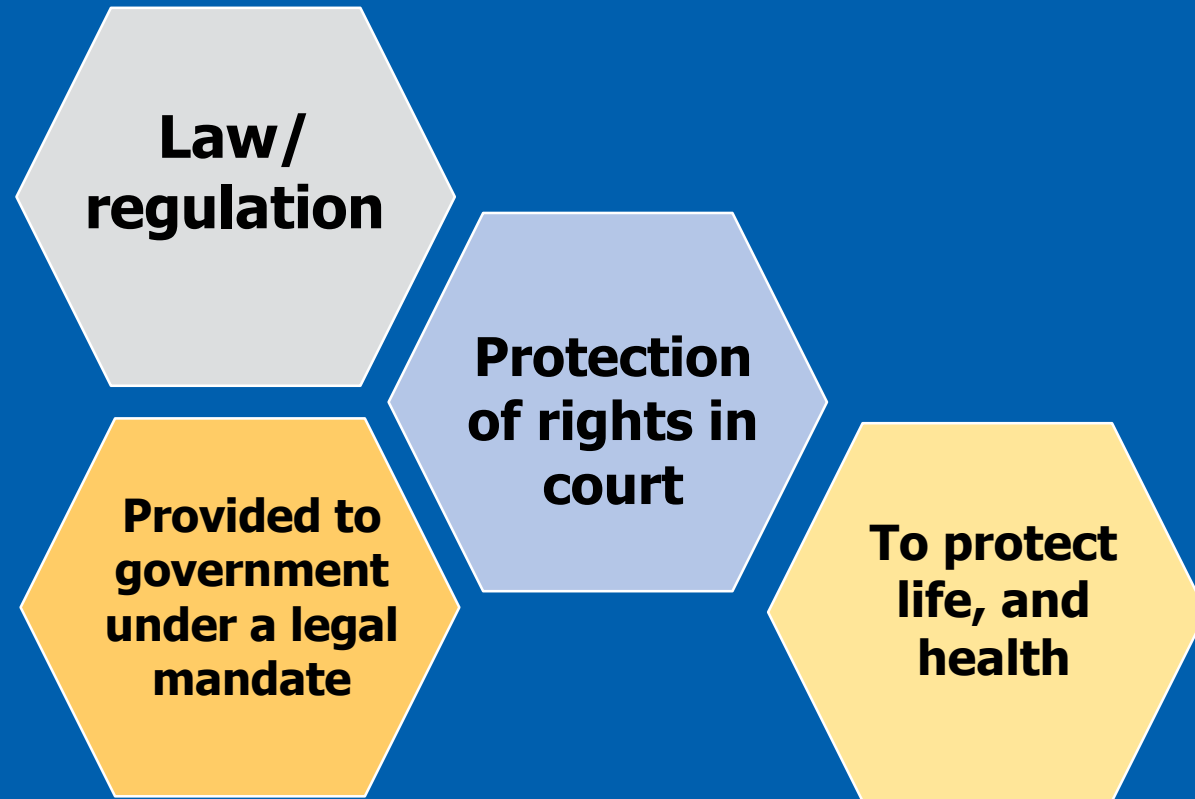 Law/
regulation
Protection
of rights in
court
Provided to
government
under a legal
mandate
To protect
life, and
health